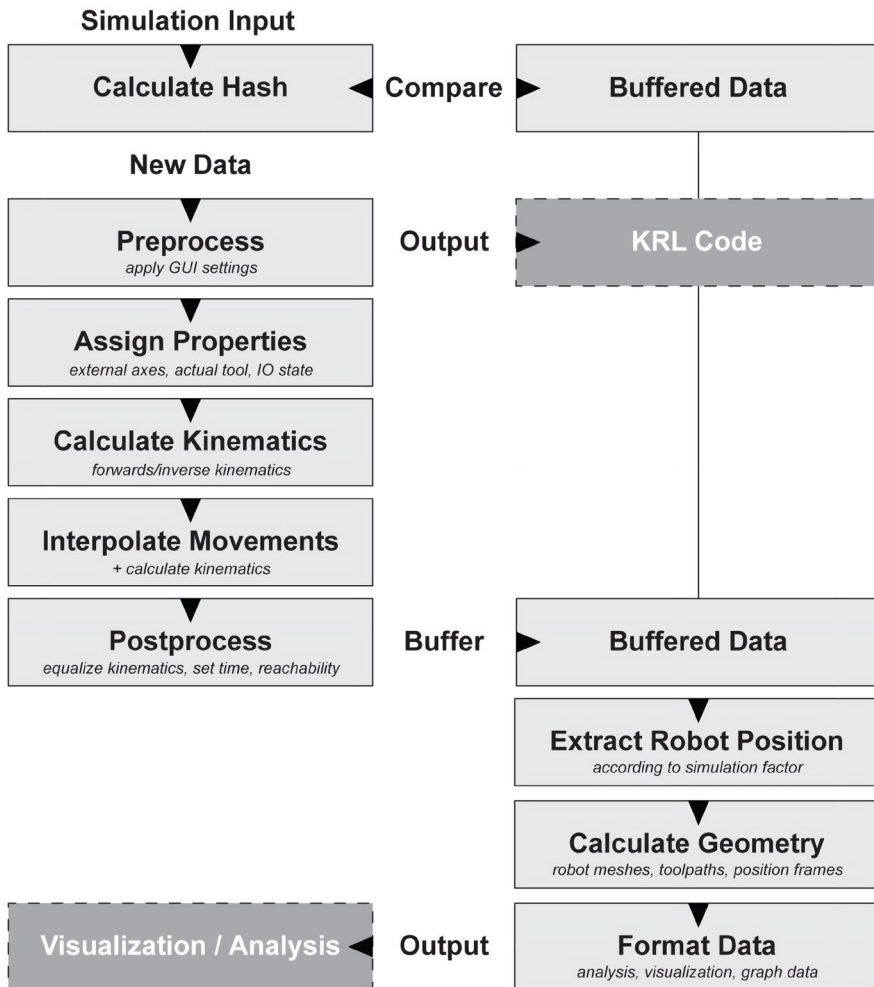 Simulation Input
Calculate Hash
Compare
Buffered Data
New Data
Preprocess
apply GUI settings
Output
KRL Code
Assign Properties
external axes, actual tool, IO state
Calculate Kinematics
forwards/inverse kinematics
Interpolate Movements
+ calculate kinematics
Postprocess
equalize kinematics, set time, reachability
Buffer
Buffered Data
Extract Robot Position
according to simulation factor
Calculate Geometry
robot meshes, toolpaths, position frames
Visualization / Analysis
Output
Format Data
analysis, visualization, graph data